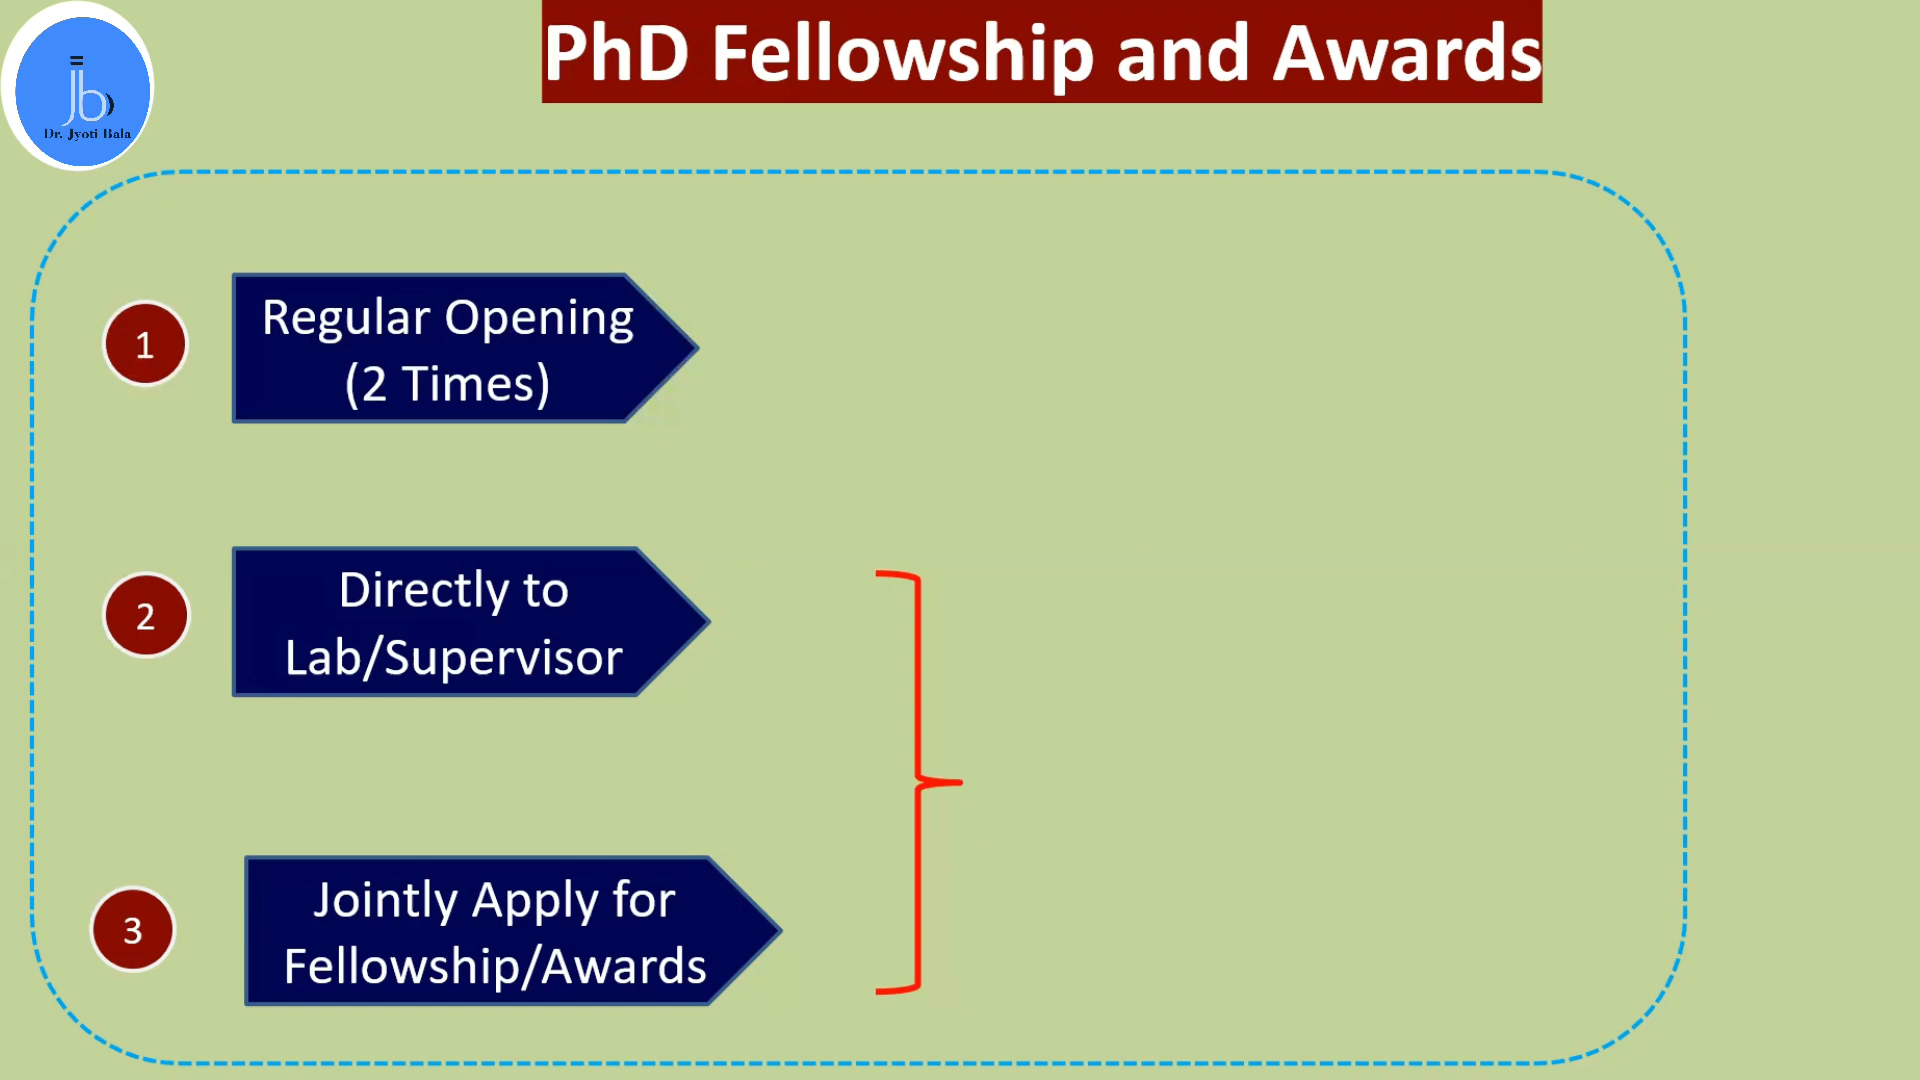 PhD Fellowship and Awards
jb
Dr. Jyoti Bala
1
Regular Opening
(2 Times)
2
Directly to
Lab/Supervisor
3
Jointly Apply for
Fellowship/Awards